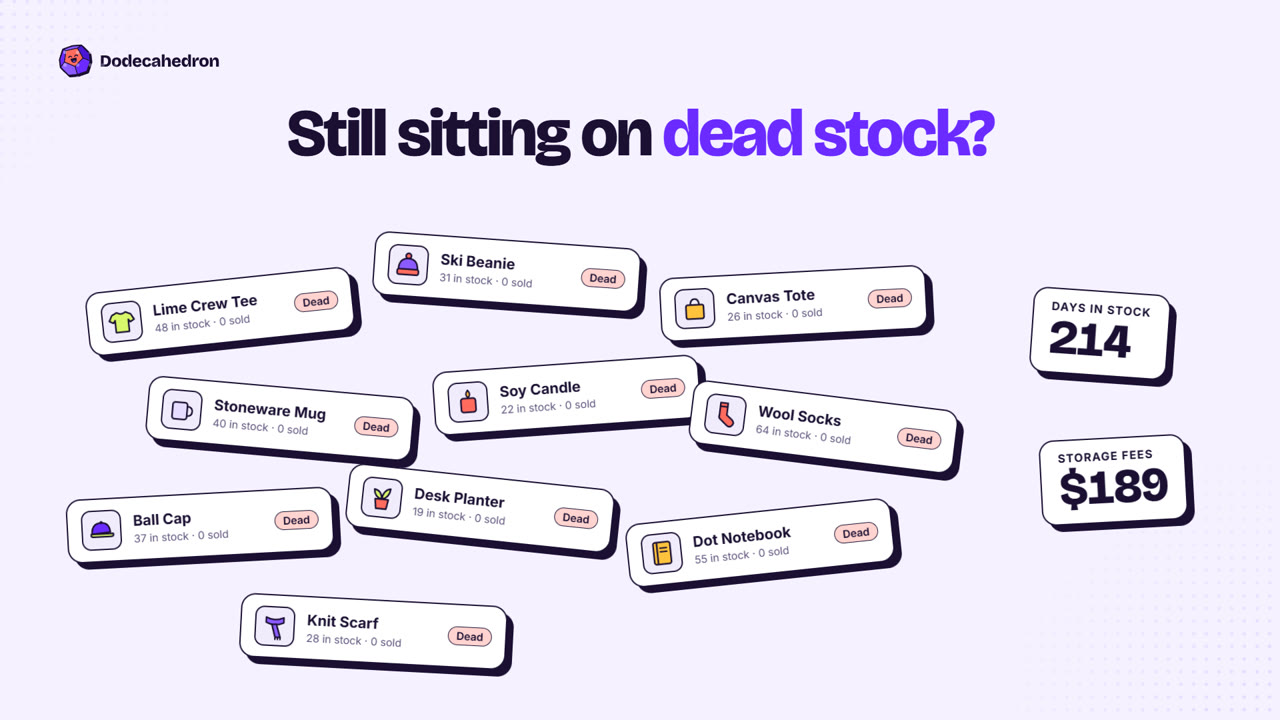 Dodecahedron
Still sitting on dead stock?
Ski Beanie
31 in stock · 0 sold
Dead
Lime Crew Tee
48 in stock · 0 sold
Dead
Canvas Tote
26 in stock · 0 sold
Dead
DAYS IN STOCK
214
Stoneware Mug
40 in stock · 0 sold
Dead
Soy Candle
22 in stock · 0 sold
Dead
Wool Socks
64 in stock · 0 sold
Dead
STORAGE FEES
$189
Ball Cap
37 in stock · 0 sold
Dead
Desk Planter
19 in stock · 0 sold
Dead
Dot Notebook
55 in stock · 0 sold
Dead
Knit Scarf
28 in stock · 0 sold
Dead